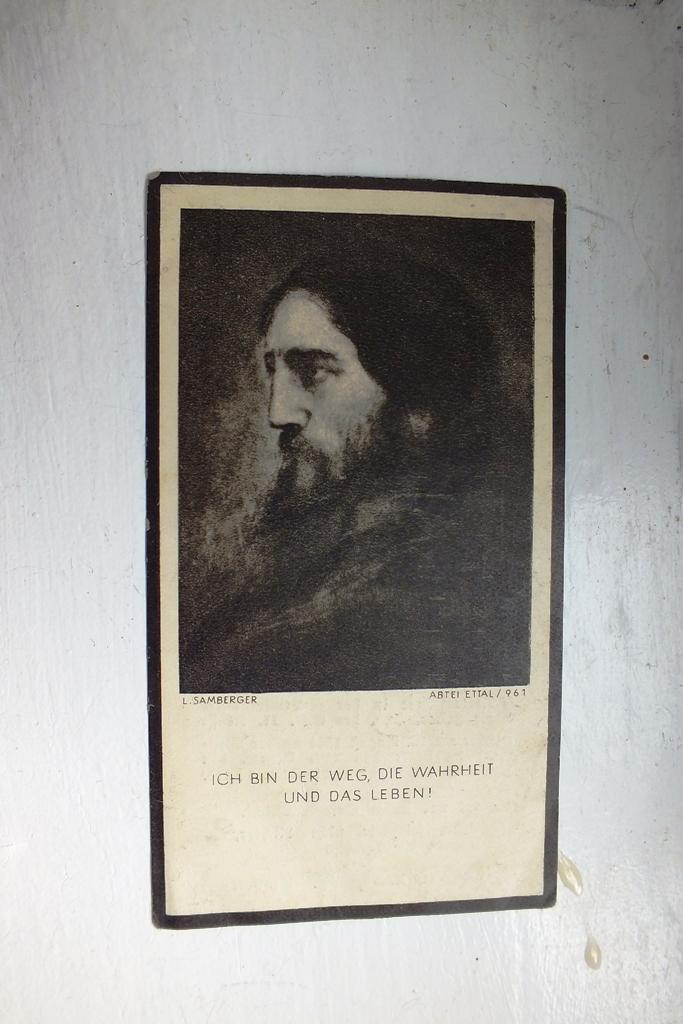 L. SAMBERGER
ABTEI ETTAL / 961
ICH BIN DER WEG, DIE WAHRHEIT
UND DAS LEBEN!